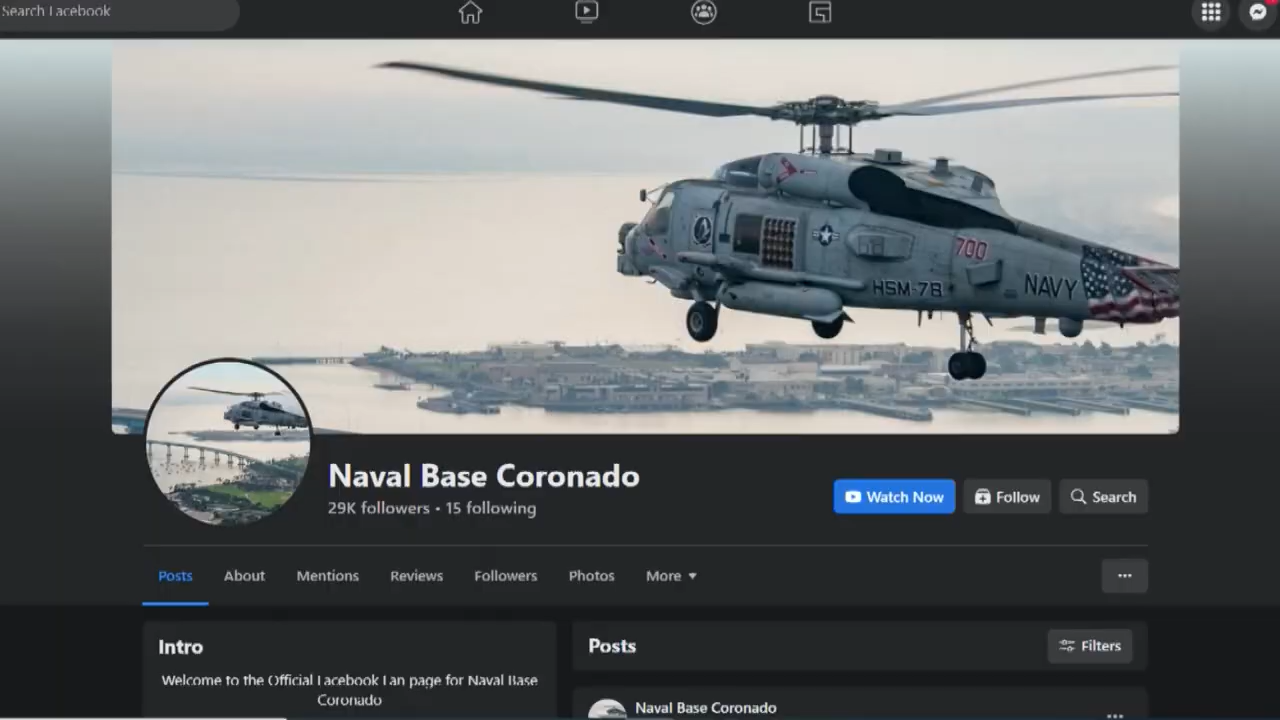 Search Facebook
700
HSM-78
NAVY
Naval Base Coronado
29K followers • 15 following
Watch Now
Follow
Search
Posts
About
Mentions
Reviews
Followers
Photos
More
Intro
Posts
Filters
Welcome to the Official Facebook Fan page for Naval Base
Coronado
Naval Base Coronado